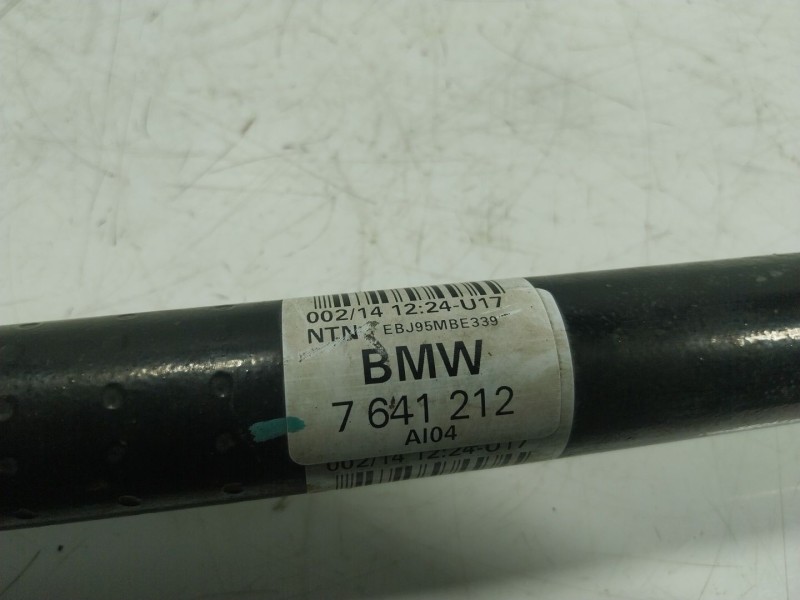 002/14 12:24-U17
NTN EBJ95MBE339
BMW
7 641 212
AI04
002/14 12:24-U17